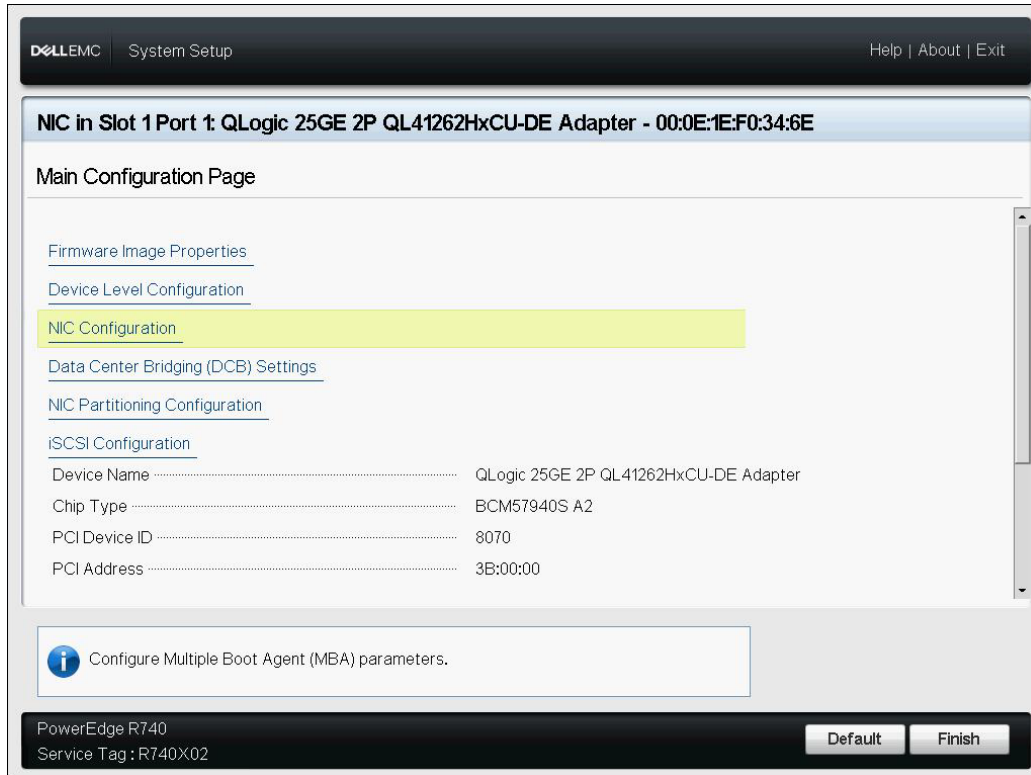 DELLEMC System Setup Help | About | Exit
NIC in Slot 1 Port 1: QLogic 25GE 2P QL41262HxCU-DE Adapter - 00:0E:1E:F0:34:6E
Main Configuration Page
Firmware Image Properties
Device Level Configuration
NIC Configuration
Data Center Bridging (DCB) Settings
NIC Partitioning Configuration
iSCSI Configuration
Device Name QLogic 25GE 2P QL41262HxCU-DE Adapter
Chip Type BCM57940S A2
PCI Device ID 8070
PCI Address 3B:00:00
Configure Multiple Boot Agent (MBA) parameters.
PowerEdge R740
Service Tag : R740X02
Default Finish